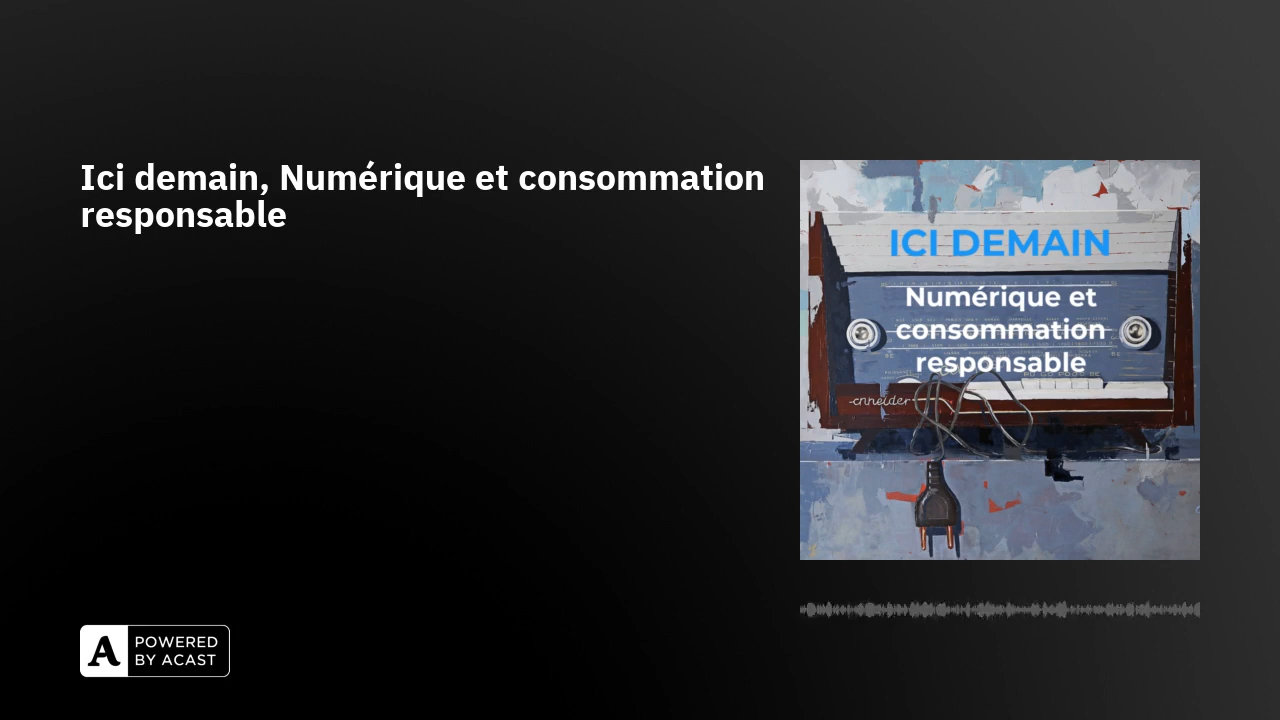 Ici demain, Numérique et consommation
responsable
ICI DEMAIN
Numérique et
consommation
responsable
POWERED
BY ACAST